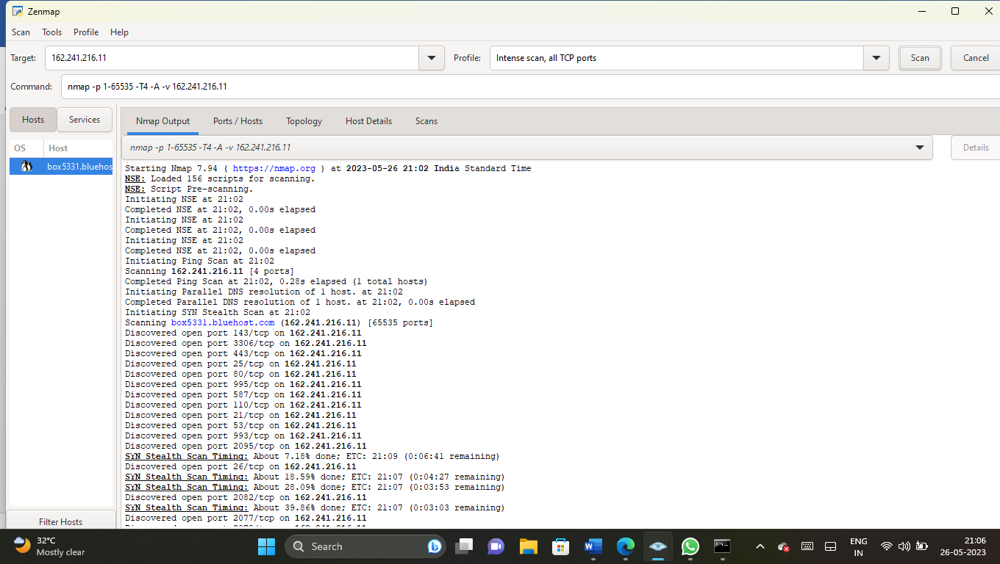 Zenmap
Scan Tools Profile Help
Target: 162.241.216.11 Profile: Intense scan, all TCP ports Scan Cancel
Command: nmap -p 1-65535 -T4 -A -v 162.241.216.11
Hosts Services Nmap Output Ports / Hosts Topology Host Details Scans
OS Host
box5331.bluehos
nmap -p 1-65535 -T4 -A -v 162.241.216.11 Details
Starting Nmap 7.94 ( https://nmap.org ) at 2023-05-26 21:02 India Standard Time
NSE: Loaded 156 scripts for scanning.
NSE: Script Pre-scanning.
Initiating NSE at 21:02
Completed NSE at 21:02, 0.00s elapsed
Initiating NSE at 21:02
Completed NSE at 21:02, 0.00s elapsed
Initiating NSE at 21:02
Completed NSE at 21:02, 0.00s elapsed
Initiating Ping Scan at 21:02
Scanning 162.241.216.11 [4 ports]
Completed Ping Scan at 21:02, 0.28s elapsed (1 total hosts)
Initiating Parallel DNS resolution of 1 host. at 21:02
Completed Parallel DNS resolution of 1 host. at 21:02, 0.00s elapsed
Initiating SYN Stealth Scan at 21:02
Scanning box5331.bluehost.com (162.241.216.11) [65535 ports]
Discovered open port 143/tcp on 162.241.216.11
Discovered open port 3306/tcp on 162.241.216.11
Discovered open port 443/tcp on 162.241.216.11
Discovered open port 25/tcp on 162.241.216.11
Discovered open port 80/tcp on 162.241.216.11
Discovered open port 995/tcp on 162.241.216.11
Discovered open port 587/tcp on 162.241.216.11
Discovered open port 110/tcp on 162.241.216.11
Discovered open port 21/tcp on 162.241.216.11
Discovered open port 53/tcp on 162.241.216.11
Discovered open port 993/tcp on 162.241.216.11
Discovered open port 2095/tcp on 162.241.216.11
SYN Stealth Scan Timing: About 7.18% done; ETC: 21:09 (0:06:41 remaining)
Discovered open port 26/tcp on 162.241.216.11
SYN Stealth Scan Timing: About 18.59% done; ETC: 21:07 (0:04:27 remaining)
SYN Stealth Scan Timing: About 28.09% done; ETC: 21:07 (0:03:53 remaining)
Discovered open port 2082/tcp on 162.241.216.11
SYN Stealth Scan Timing: About 39.86% done; ETC: 21:07 (0:03:03 remaining)
Discovered open port 2077/tcp on 162.241.216.11
Filter Hosts
32°C
Mostly clear
Search
ENG
IN
21:06
26-05-2023